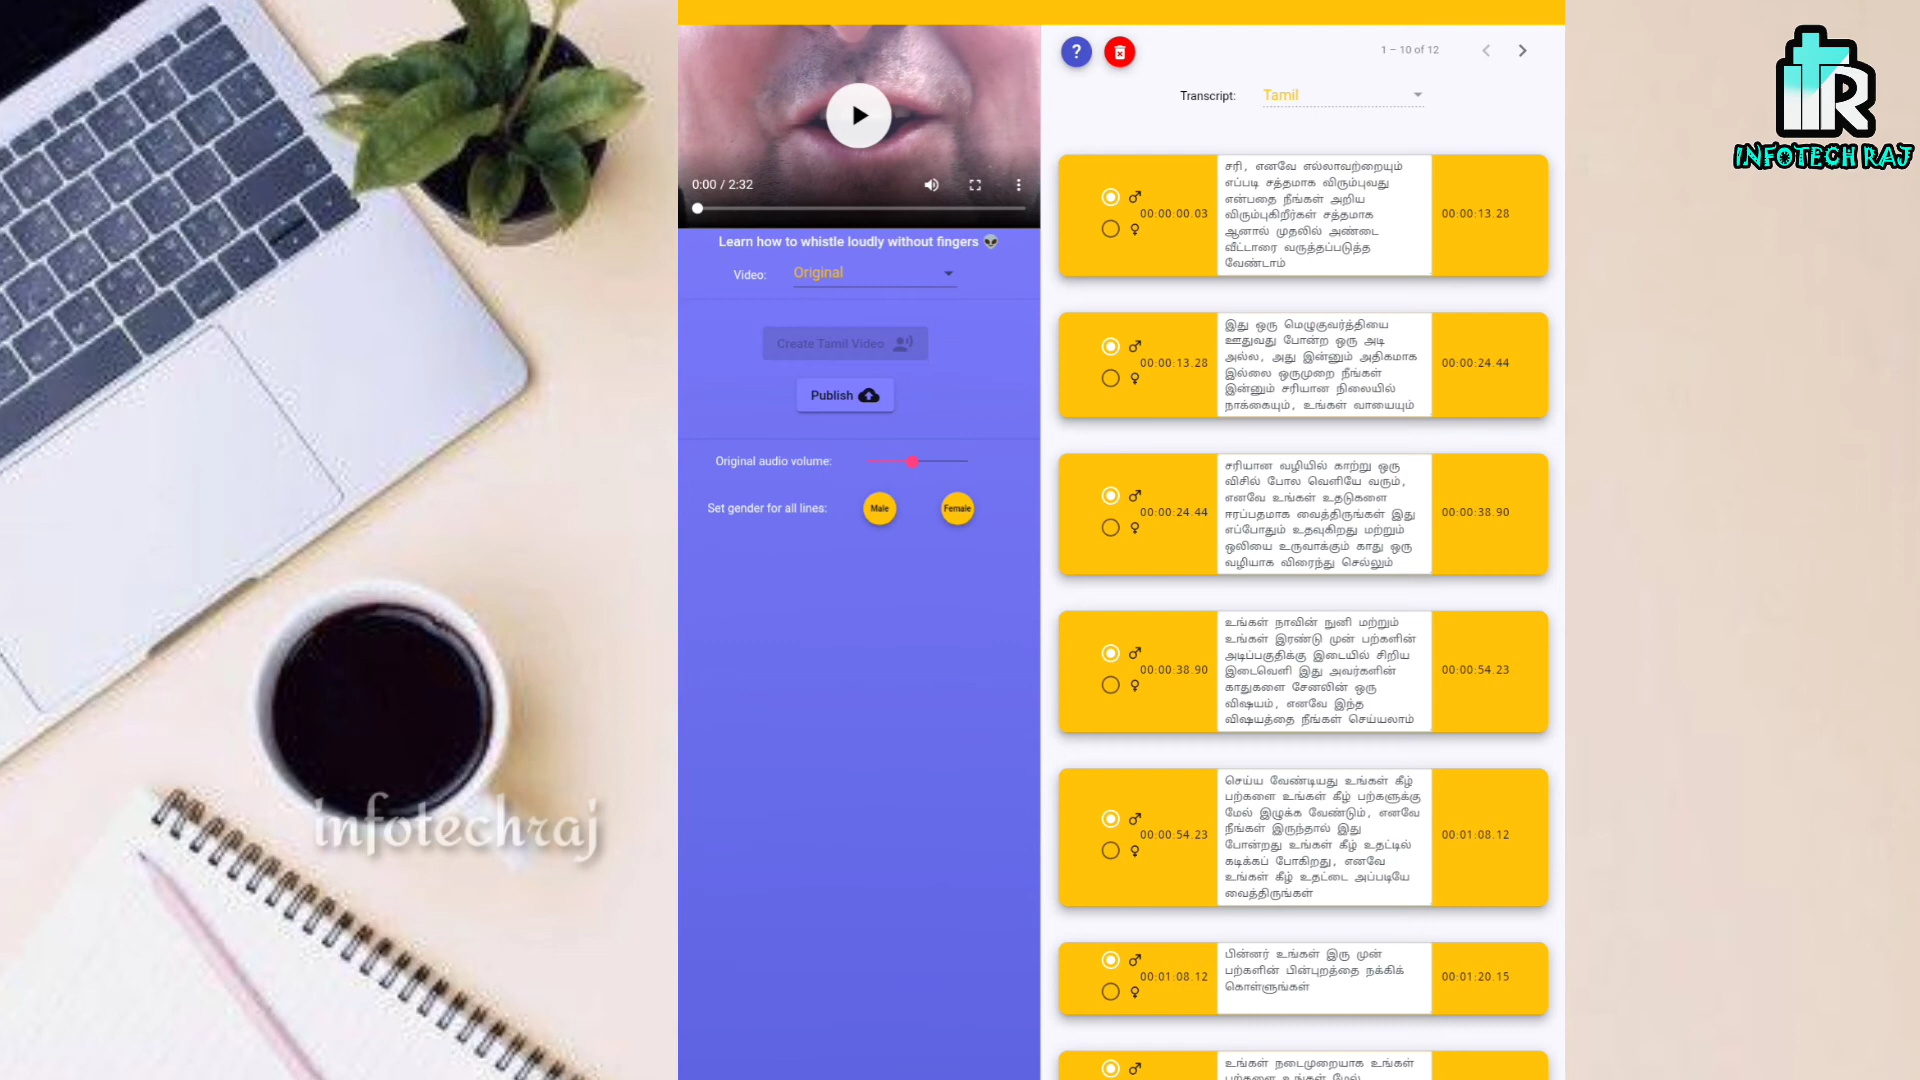 INFOTECH RAJ
infotechraj
0:00 / 2:32
Learn how to whistle loudly without fingers
Video: Original
Create Tamil Video
Publish
Original audio volume:
Set gender for all lines: Male Female
? 1 – 10 of 12
Transcript: Tamil
00:00:00.03
சரி, எனவே எல்லாவற்றையும்
எப்படி சத்தமாக விரும்புவது
என்பதை நீங்கள் அறிய
விரும்புகிறீர்கள் சத்தமாக
ஆனால் முதலில் அண்டை
வீட்டாரை வருத்தப்படுத்த
வேண்டாம்
00:00:13.28
00:00:13.28
இது ஒரு மெழுகுவர்த்தியை
ஊதுவது போன்ற ஒரு அடி
அல்ல, அது இன்னும் அதிகமாக
இல்லை ஒருமுறை நீங்கள்
இன்னும் சரியான நிலையில்
நாக்கையும், உங்கள் வாயையும்
00:00:24.44
00:00:24.44
சரியான வழியில் காற்று ஒரு
விசில் போல வெளியே வரும்,
எனவே உங்கள் உதடுகளை
ஈரப்பதமாக வைத்திருங்கள் இது
எப்போதும் உதவுகிறது மற்றும்
ஒலியை உருவாக்கும் காது ஒரு
வழியாக விரைந்து செல்லும்
00:00:38.90
00:00:38.90
உங்கள் நாவின் நுனி மற்றும்
உங்கள் இரண்டு முன் பற்களின்
அடிப்பகுதிக்கு இடையில் சிறிய
இடைவெளி இது அவர்களின்
காதுகளை சேனலின் ஒரு
விஷயம், எனவே இந்த
விஷயத்தை நீங்கள் செய்யலாம்
00:00:54.23
00:00:54.23
செய்ய வேண்டியது உங்கள் கீழ்
பற்களை உங்கள் கீழ் பற்களுக்கு
மேல் இழுக்க வேண்டும், எனவே
நீங்கள் இருந்தால் இது
போன்றது உங்கள் கீழ் உதட்டில்
கடிக்கப் போகிறது, எனவே
உங்கள் கீழ் உதட்டை அப்படியே
வைத்திருங்கள்
00:01:08.12
00:01:08.12
பின்னர் உங்கள் இரு முன்
பற்களின் பின்புறத்தை நக்கிக்
கொள்ளுங்கள்
00:01:20.15
உங்கள் நடைமுறையாக உங்கள்
பற்களை உங்கள் மேல்